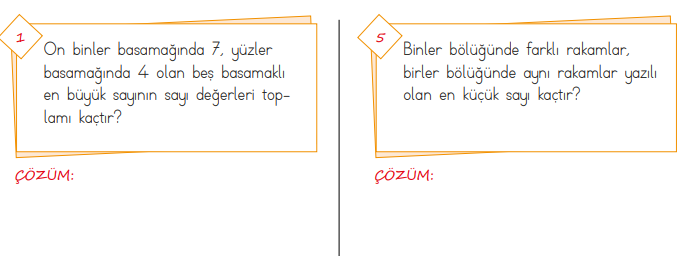 1
On binler basamağında 7, yüzler
basamağında 4 olan beş basamaklı
en büyük sayının sayı değerleri top-
lamı kaçtır?
ÇÖZÜM:
5
Binler bölüğünde farklı rakamlar,
birler bölüğünde aynı rakamlar yazılı
olan en küçük sayı kaçtır?
ÇÖZÜM: